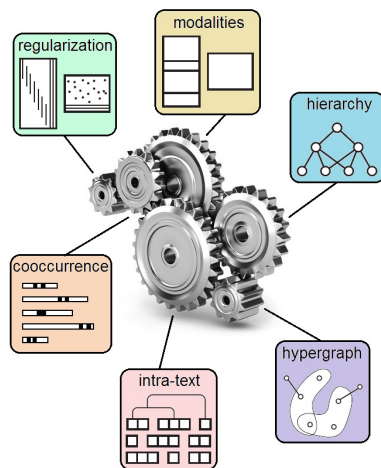 modalities
regularization
hierarchy
cooccurrence
hypergraph
intra-text